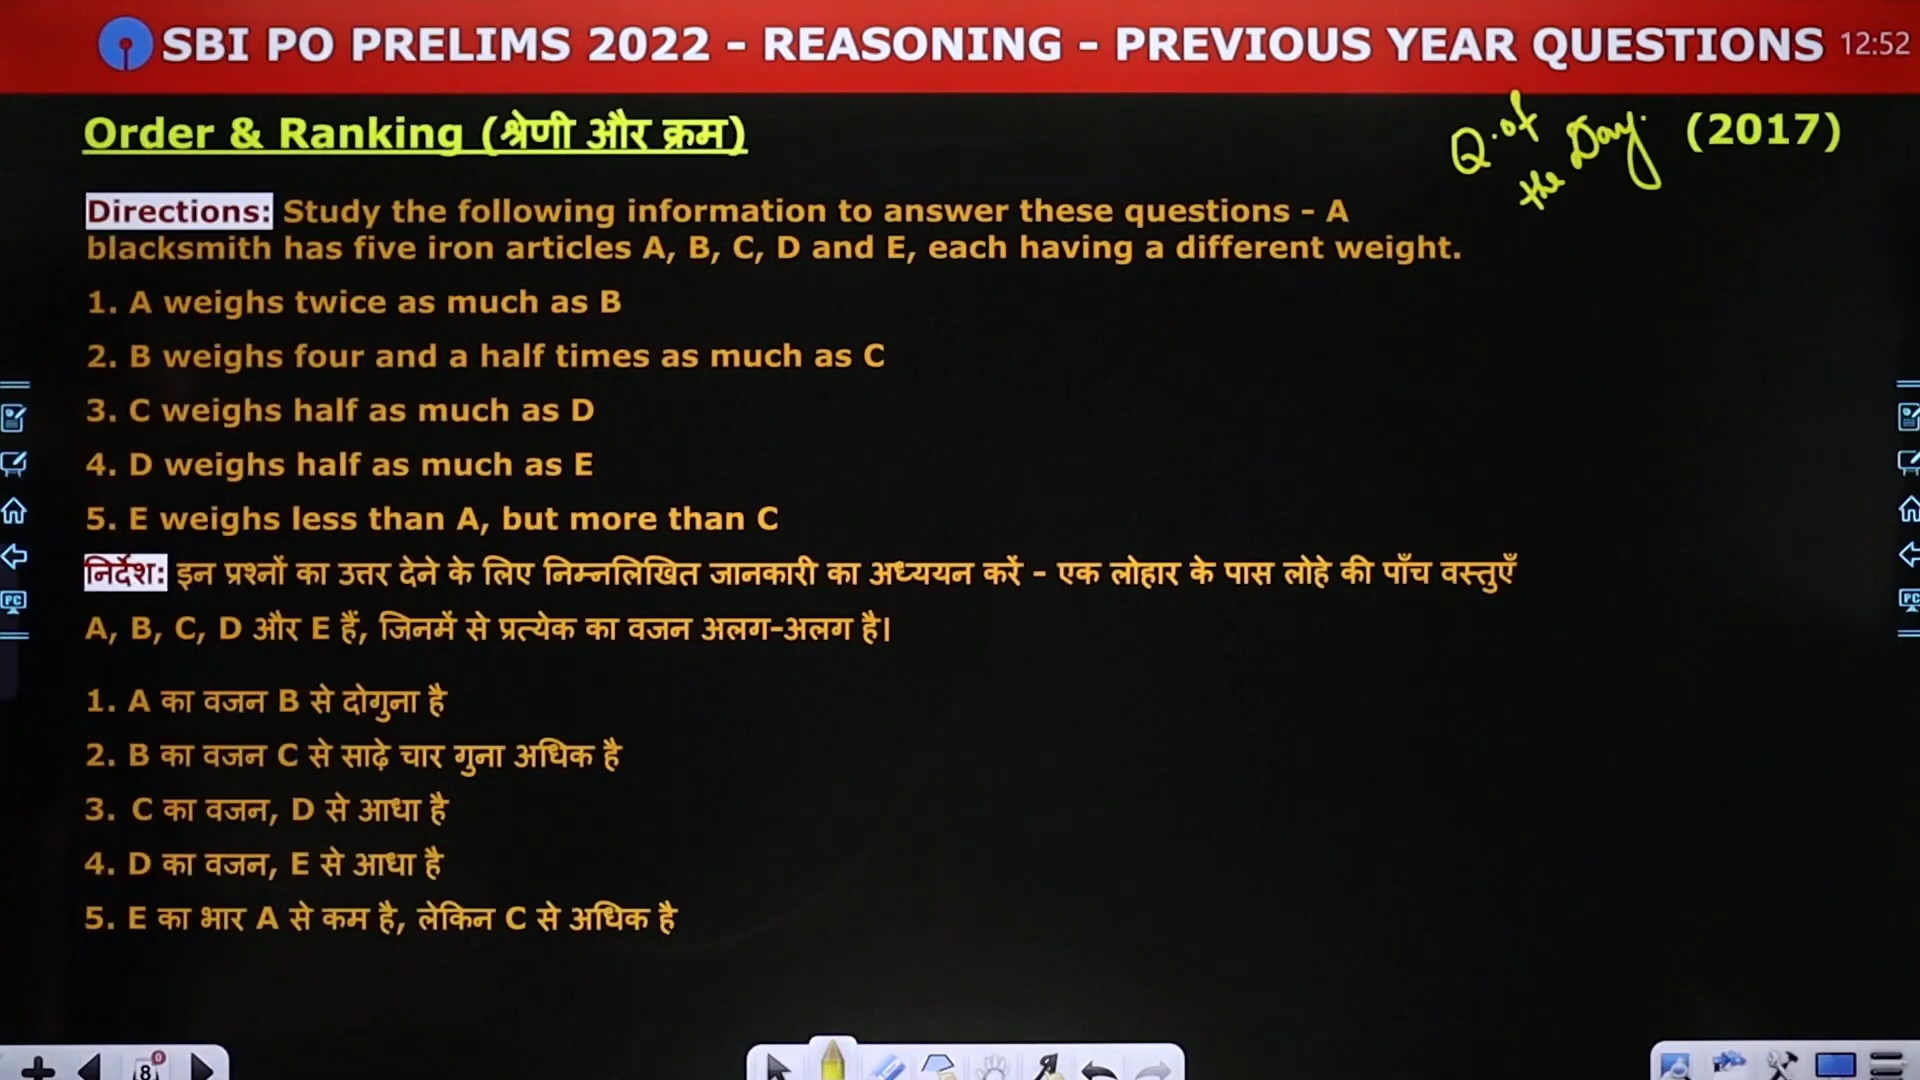 SBI PO PRELIMS 2022 - REASONING - PREVIOUS YEAR QUESTIONS 12:52
Order & Ranking (श्रेणी और क्रम)
Q. of the Day. (2017)
Directions: Study the following information to answer these questions - A
blacksmith has five iron articles A, B, C, D and E, each having a different weight.
1. A weighs twice as much as B
2. B weighs four and a half times as much as C
3. C weighs half as much as D
4. D weighs half as much as E
5. E weighs less than A, but more than C
निर्देश: इन प्रश्नों का उत्तर देने के लिए निम्नलिखित जानकारी का अध्ययन करें - एक लोहार के पास लोहे की पाँच वस्तुएँ
A, B, C, D और E हैं, जिनमें से प्रत्येक का वजन अलग-अलग है।
1. A का वजन B से दोगुना है
2. B का वजन C से साढ़े चार गुना अधिक है
3. C का वजन, D से आधा है
4. D का वजन, E से आधा है
5. E का भार A से कम है, लेकिन C से अधिक है
PC
PC
8
0